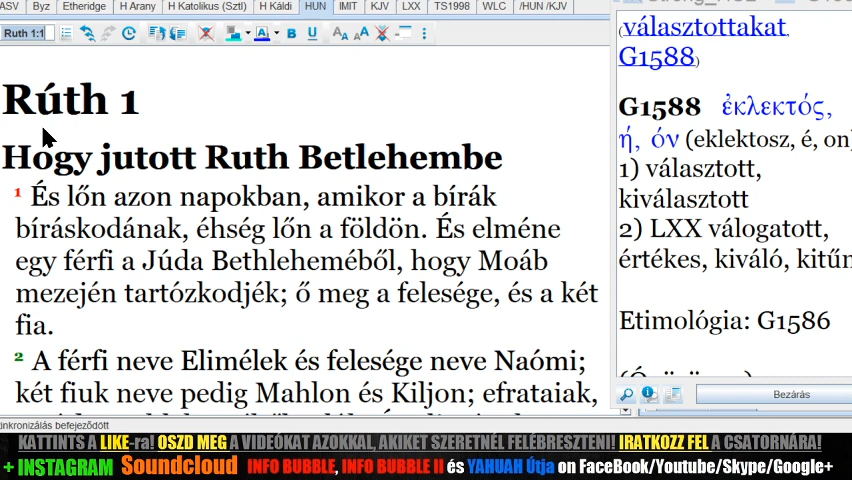 ASV Byz Etheridge H Arany H Katolikus (Sztl) H Káldi HUN IMIT KJV LXX TS1998 WLC /HUN /KJV
Ruth 1:1
B U
Rúth 1
Hogy jutott Ruth Betlehembe
1 És lőn azon napokban, amikor a bírák
bíráskodának, éhség lőn a földön. És elméne
egy férfi a Júda Bethleheméből, hogy Moáb
mezején tartózkodjék; ő meg a felesége, és a két
fia.
2 A férfi neve Elimélek és felesége neve Naómi;
két fiuk neve pedig Mahlon és Kiljon; efrataiak,
(választottakat
G1588)
G1588 ἐκλεκτός,
ή, όν (eklektosz, é, on)
1) választott,
kiválasztott
2) LXX válogatott,
értékes, kiváló, kitűn
Etimológia: G1586
Bezárás
inkronizálás befejeződött
KATTINTS A LIKE-ra! OSZD MEG A VIDEÓKAT AZOKKAL, AKIKET SZERETNÉL FELÉBRESZTENI! IRATKOZZ FEL A CSATORNÁRA!
+ INSTAGRAM Soundcloud INFO BUBBLE, INFO BUBBLE II és YAHUAH Útja on FaceBook/Youtube/Skype/Google+